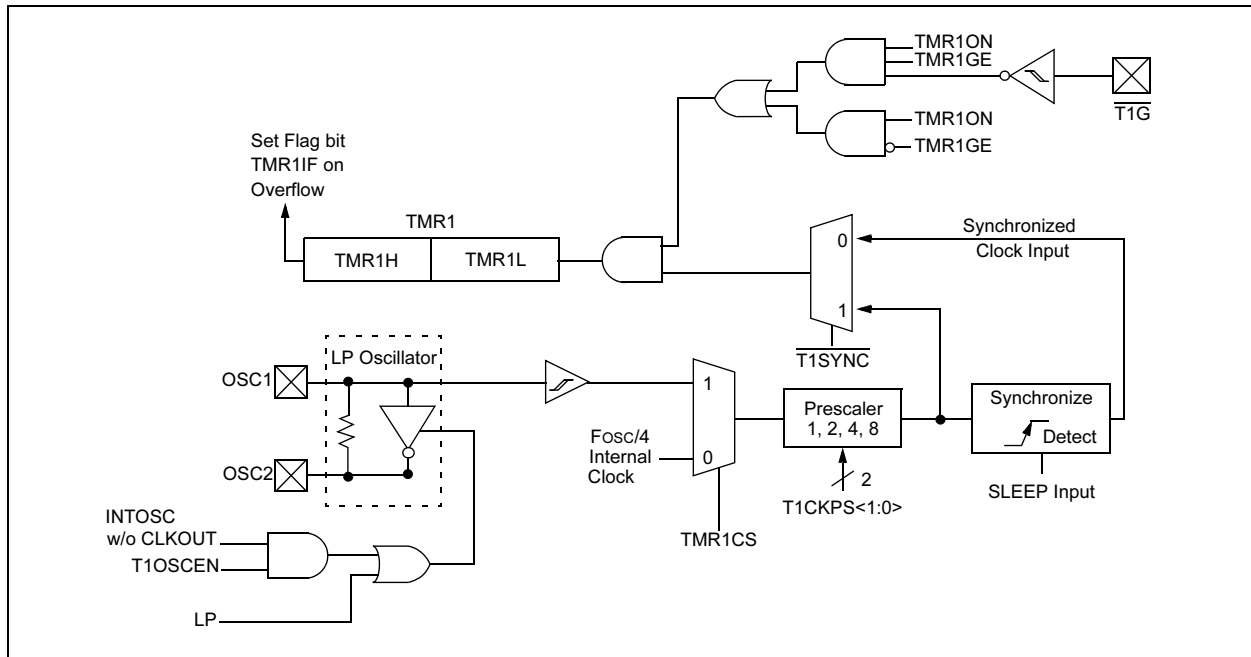 TMR1ON
TMR1GE
T1G
TMR1ON
TMR1GE
Set Flag bit
TMR1IF on
Overflow
TMR1
TMR1H
TMR1L
0
1
T1SYNC
Synchronized
Clock Input
LP Oscillator
OSC1
OSC2
1
0
FOSC/4
Internal
Clock
TMR1CS
Prescaler
1, 2, 4, 8
2
T1CKPS<1:0>
Synchronize
Detect
SLEEP Input
INTOSC
w/o CLKOUT
T1OSCEN
LP